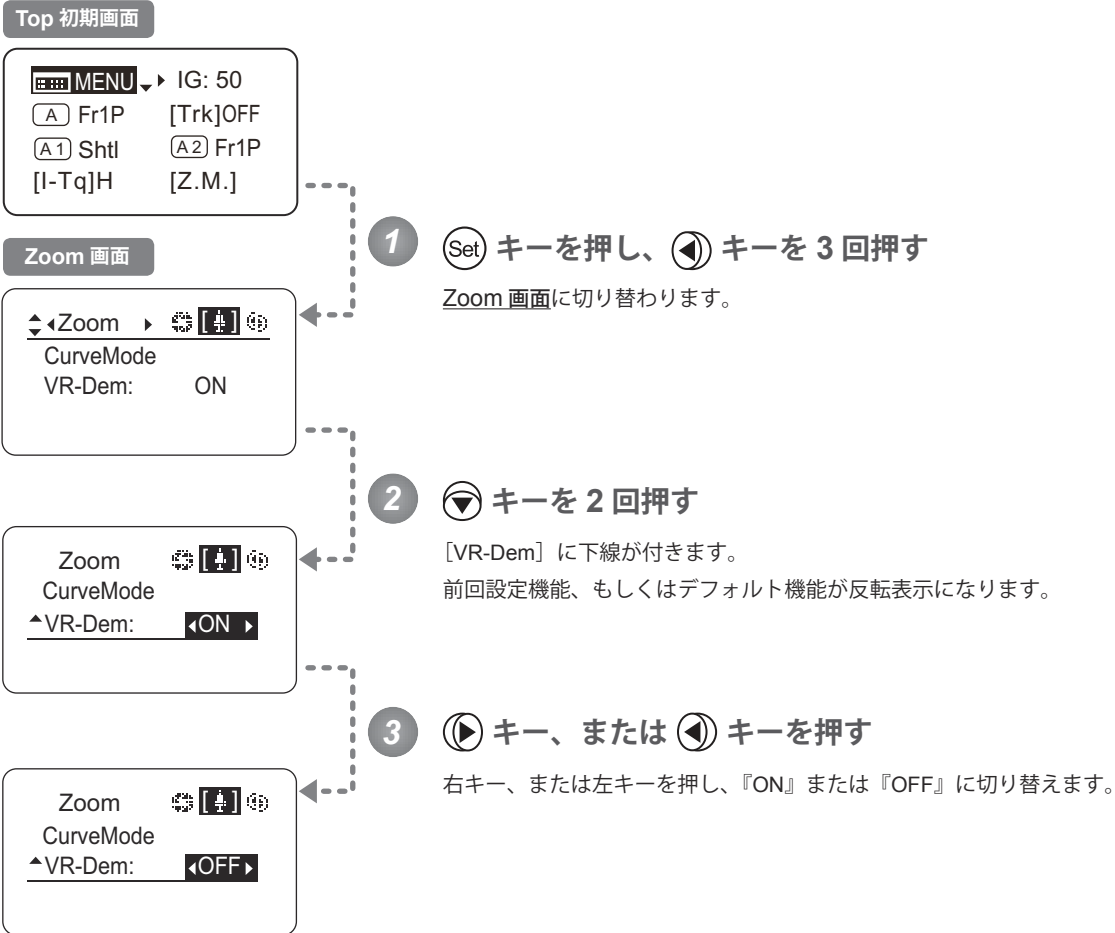 Top 初期画面
MENU IG: 50
A Fr1P [Trk]OFF
A1 Shtl A2 Fr1P
[I-Tq]H [Z.M.]
1 Set キーを押し、 キーを 3 回押す
Zoom 画面に切り替わります。
Zoom 画面
Zoom
CurveMode
VR-Dem: ON
2 キーを 2 回押す
［VR-Dem］に下線が付きます。
前回設定機能、もしくはデフォルト機能が反転表示になります。
Zoom
CurveMode
VR-Dem: ON
3 キー、または キーを押す
右キー、または左キーを押し、『ON』または『OFF』に切り替えます。
Zoom
CurveMode
VR-Dem: OFF